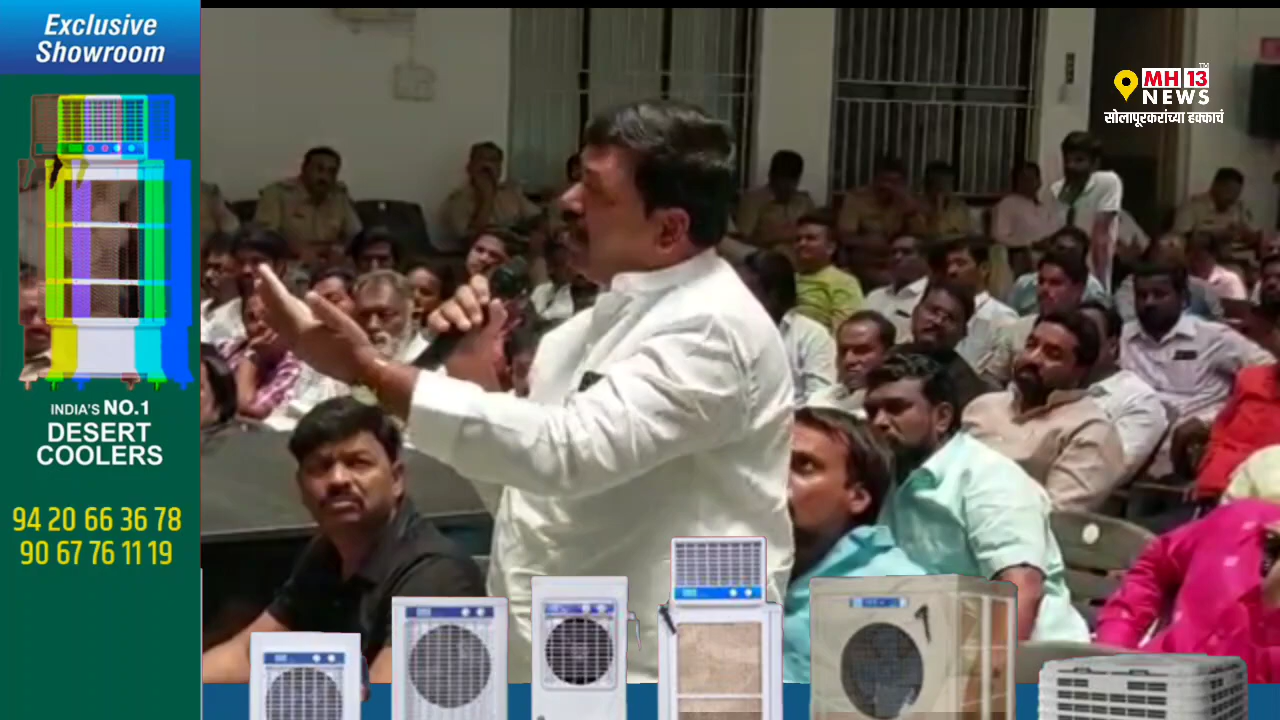 Exclusive
Showroom
INDIA'S NO.1
DESERT
COOLERS
94 20 66 36 78
90 67 76 11 19
MH 13
TM
NEWS
सोलापूरकरांच्या हक्काचं